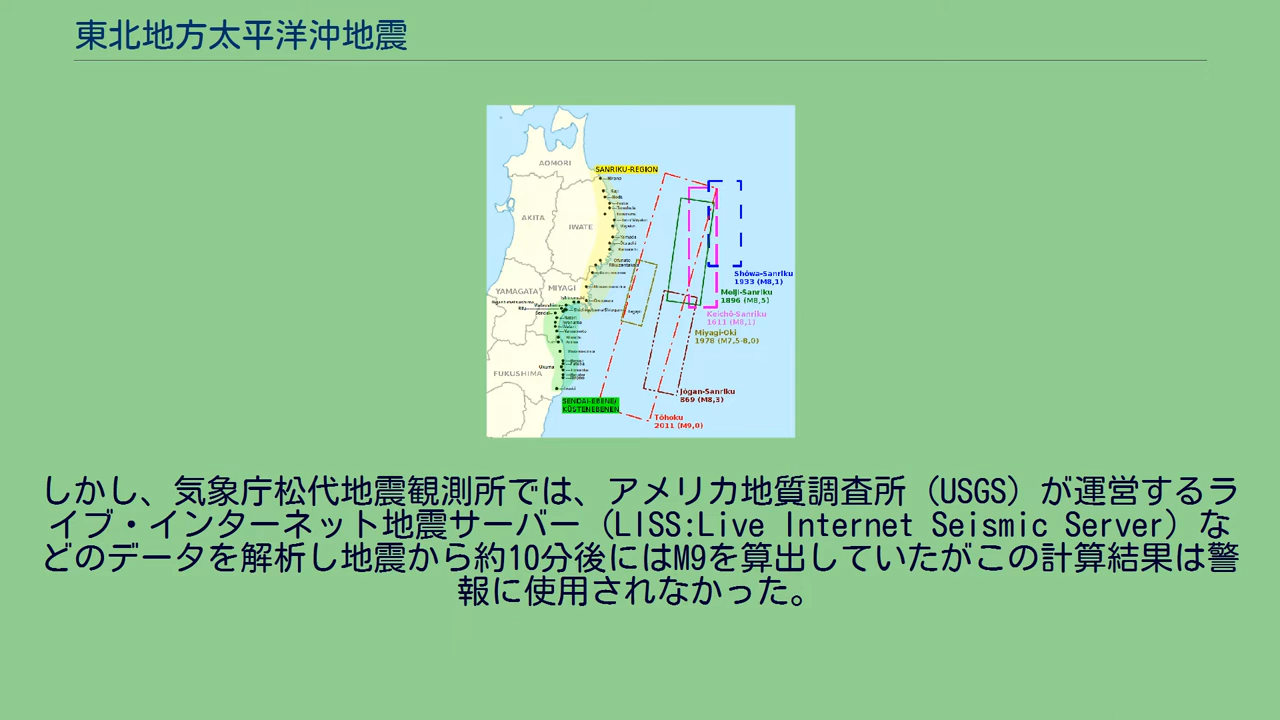 東北地方太平洋沖地震
AOMORI
SANRIKU-REGION
AKITA
IWATE
YAMAGATA
MIYAGI
Sendai
FUKUSHIMA
Okuma
SENDAI-EBENE/
KÜSTENEBENEN
Shōwa-Sanriku
1933 (M8,1)
Meiji-Sanriku
1896 (M8,5)
Keichō-Sanriku
1611 (M8,1)
Miyagi-Oki
1978 (M7,5-8,0)
Jōgan-Sanriku
869 (M8,3)
Tōhoku
2011 (M9,0)
しかし、気象庁松代地震観測所では、アメリカ地質調査所（USGS）が運営するラ
イブ・インターネット地震サーバー（LISS:Live Internet Seismic Server）な
どのデータを解析し地震から約10分後にはM9を算出していたがこの計算結果は警
報に使用されなかった。